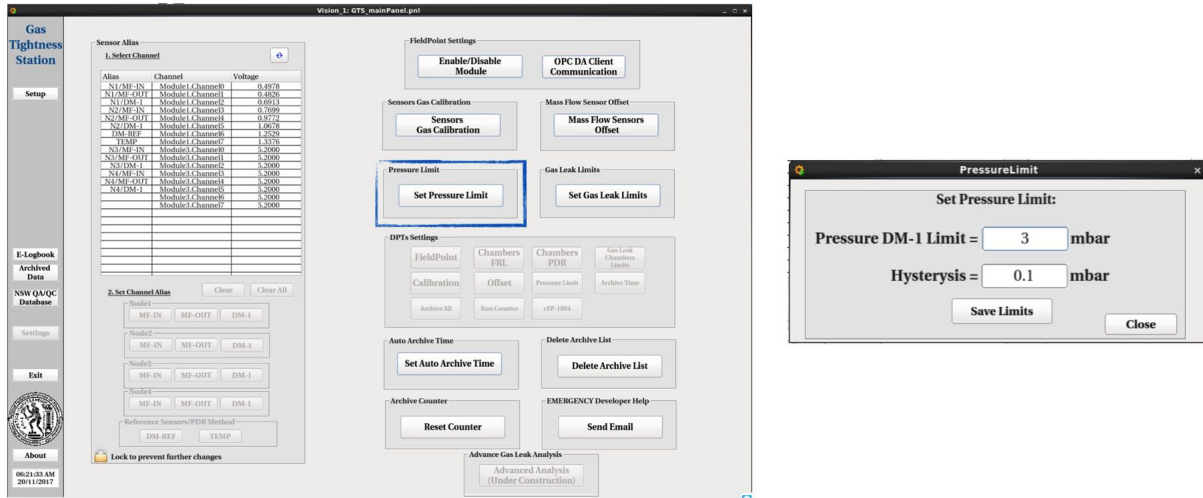 Vision_1: GTS_mainPanel.pnl
Gas
Tightness
Station
Setup
E-Logbook
Archived
Data
NSW QA/QC
Database
Settings
Exit
About
06:21:33 AM
20/11/2017
Sensor Alias
1. Select Channel
Alias Channel Voltage
N1/MF-IN Module1.Channel0 0.4978
N1/MF-OUT Module1.Channel1 0.4826
N1/DM-1 Module1.Channel2 0.6913
N2/MF-IN Module1.Channel3 0.7699
N2/MF-OUT Module1.Channel4 0.9772
N2/DM-1 Module1.Channel5 1.0678
DM-REF Module1.Channel6 1.2529
TEMP Module1.Channel7 1.3376
N3/MF-IN Module3.Channel0 5.2000
N3/MF-OUT Module3.Channel1 5.2000
N3/DM-1 Module3.Channel2 5.2000
N4/MF-IN Module3.Channel3 5.2000
N4/MF-OUT Module3.Channel4 5.2000
N4/DM-1 Module3.Channel5 5.2000
Module3.Channel6 5.2000
Module3.Channel7 5.2000
2. Set Channel Alias
Clear Clear All
Node1
MF-IN MF-OUT DM-1
Node2
MF-IN MF-OUT DM-1
Node3
MF-IN MF-OUT DM-1
Node4
MF-IN MF-OUT DM-1
Reference Sensors/PDR Method
DM-REF TEMP
Lock to prevent further changes
FieldPoint Settings
Enable/Disable
Module
OPC DA Client
Communication
Sensors Gas Calibration
Sensors
Gas Calibration
Mass Flow Sensor Offset
Mass Flow Sensors
Offset
Pressure Limit
Set Pressure Limit
Gas Leak Limits
Set Gas Leak Limits
DPTs Settings
FieldPoint
Chambers
FRL
Chambers
PDR
Gas Leak
Chambers
Limits
Calibration Offset Pressure Limit Archive Time
Archive All Run Counter cFP-1804
Auto Archive Time
Set Auto Archive Time
Delete Archive List
Delete Archive List
Archive Counter
Reset Counter
EMERGENCY Developer Help
Send Email
Advance Gas Leak Analysis
Advanced Analysis
(Under Construction)
PressureLimit
Set Pressure Limit:
Pressure DM-1 Limit = 3 mbar
Hysterysis = 0.1 mbar
Save Limits
Close